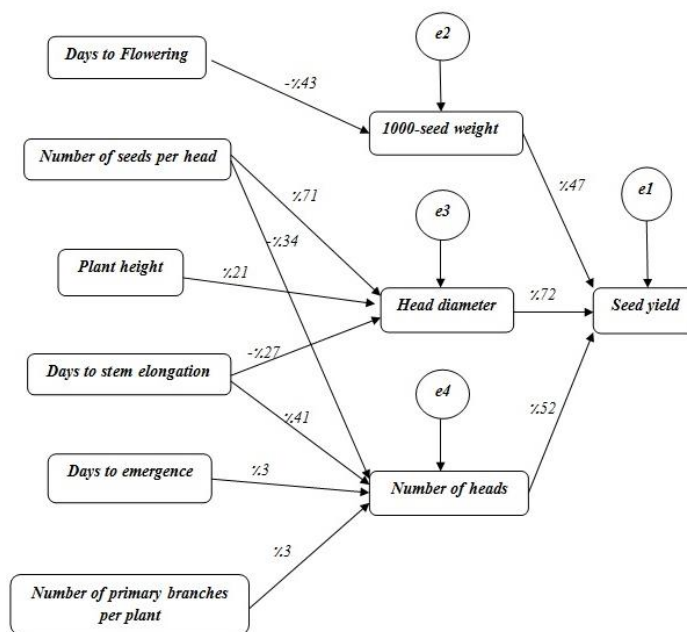 Days to Flowering
e2
-٪43
1000-seed weight
Number of seeds per head
٪47
e1
٪71
e3
-٪34
Plant height
٪21
Head diameter
٪72
Seed yield
-٪27
Days to stem elongation
e4
٪52
٪41
Days to emergence
٪3
Number of heads
٪3
Number of primary branches
per plant